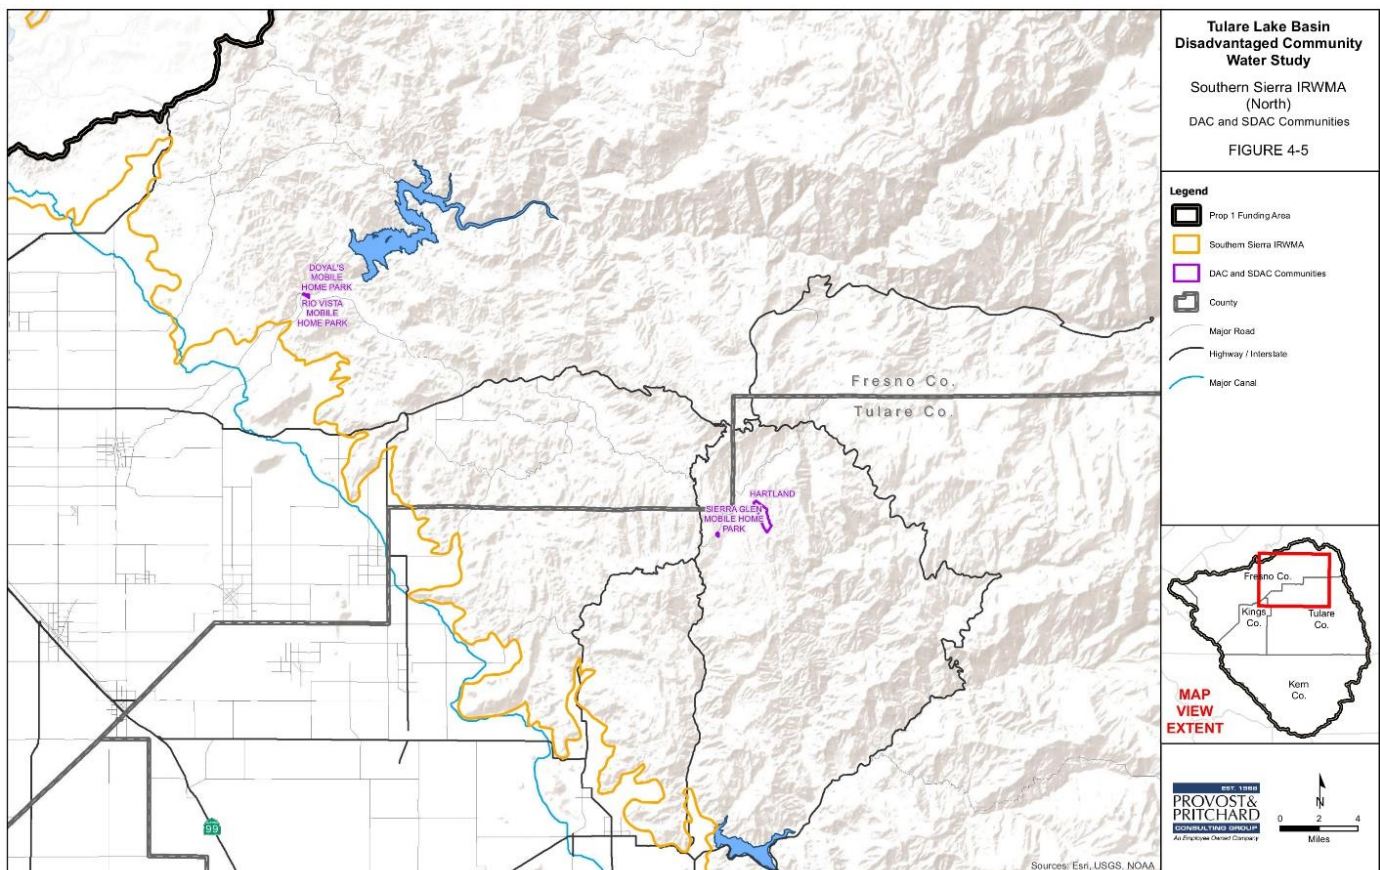 Tulare Lake Basin
Disadvantaged Community
Water Study
Southern Sierra IRWMA
(North)
DAC and SDAC Communities
FIGURE 4-5
Legend
Prop 1 Funding Area
Southern Sierra IRWMA
DAC and SDAC Communities
County
Major Road
Highway / Interstate
Major Canal
DOYAL'S
MOBILE
HOME PARK
RIO VISTA
MOBILE
HOME PARK
Fresno Co.
Tulare Co.
HARTLAND
SIERRA GLEN
MOBILE HOME
PARK
99
Sources: Esri, USGS, NOAA
Fresno Co.
Kings
Co.
Tulare
Co.
Kern
Co.
MAP
VIEW
EXTENT
EST. 1968
PROVOST&
PRITCHARD
CONSULTING GROUP
An Employee Owned Company
N
0 2 4
Miles